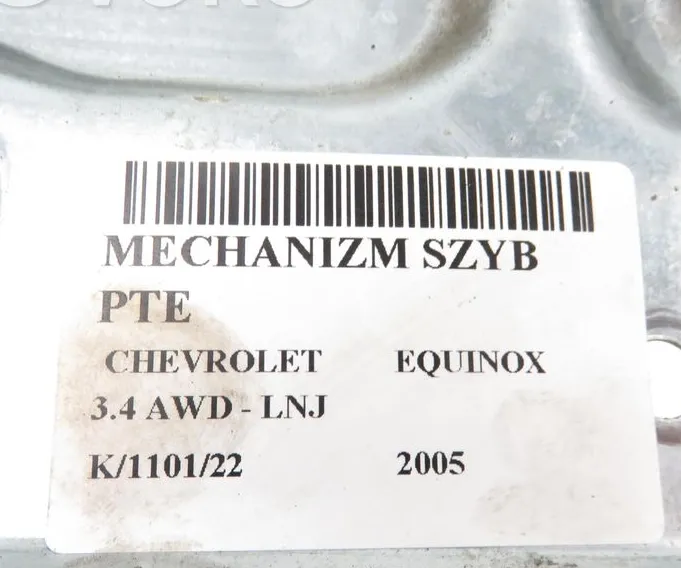 MECHANIZM SZYB
PTE
CHEVROLET EQUINOX
3.4 AWD - LNJ
K/1101/22 2005